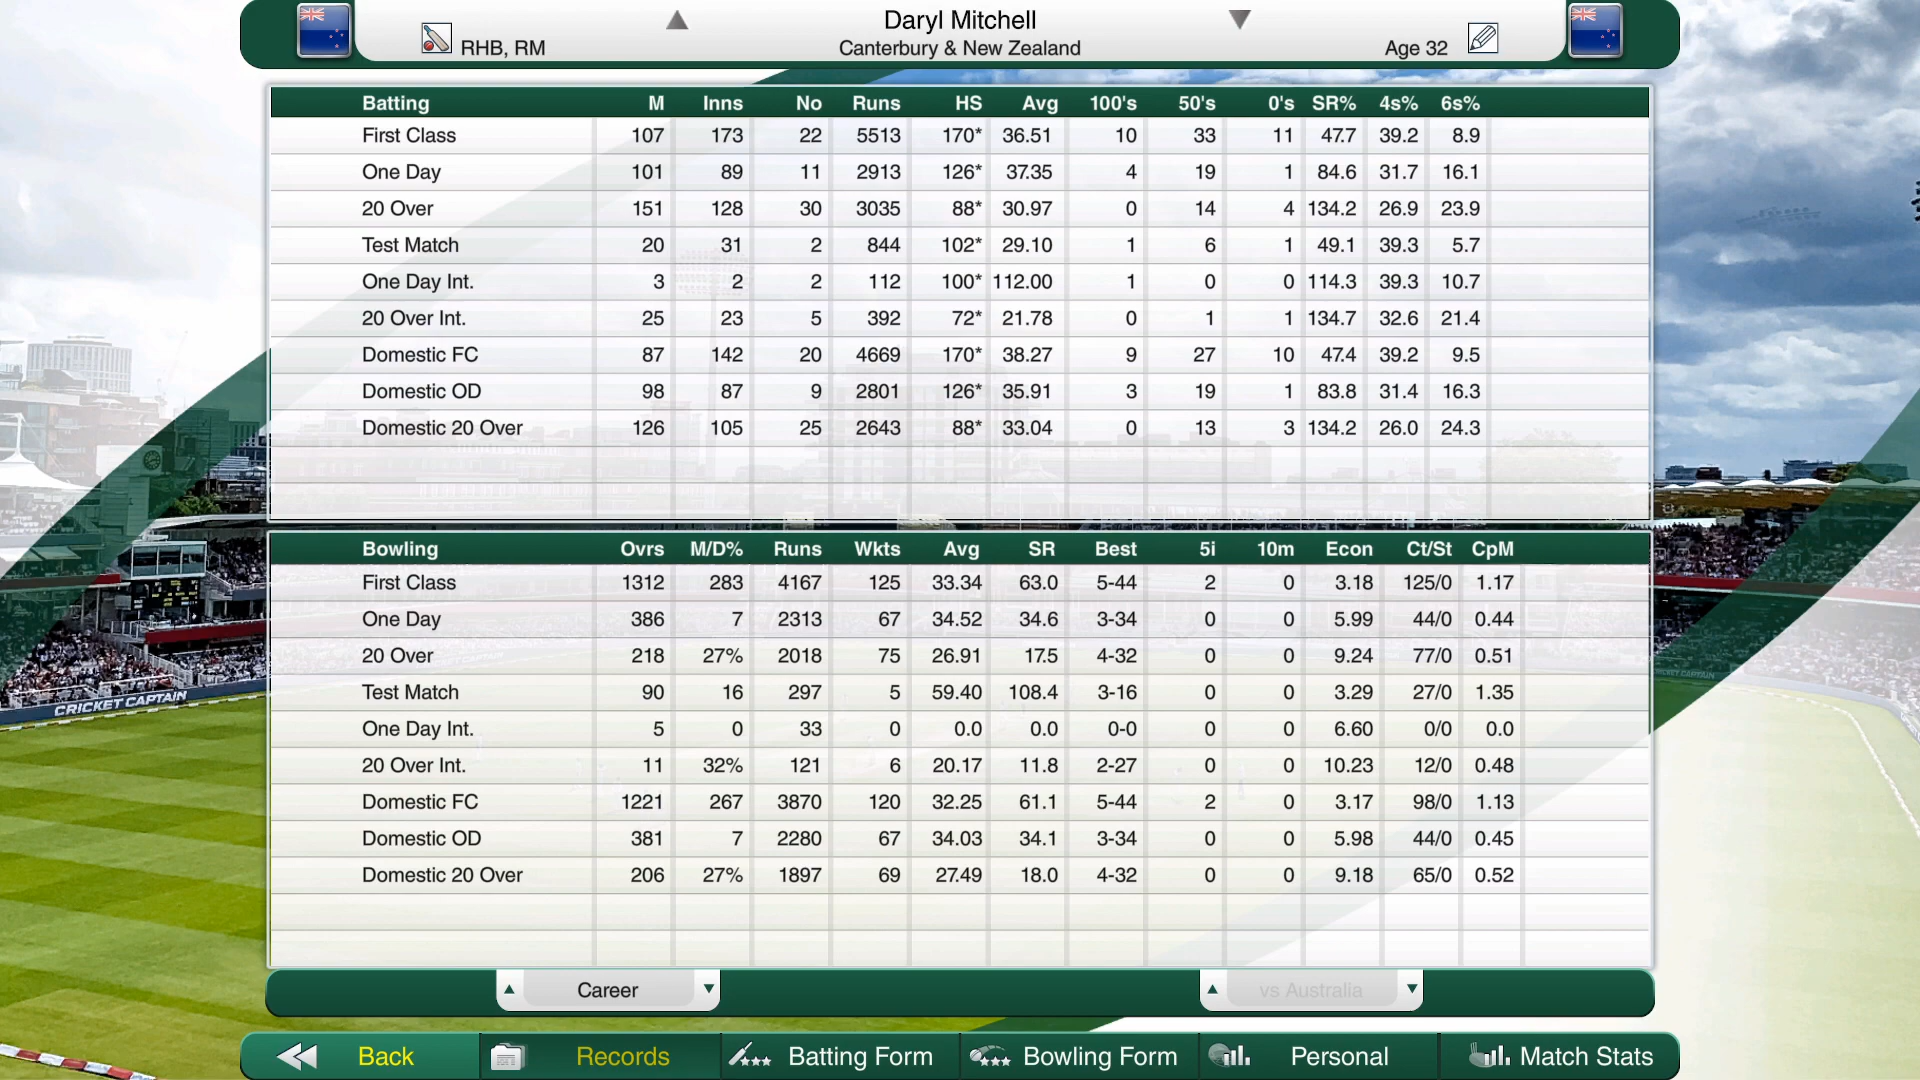 Daryl Mitchell
RHB, RM
Canterbury & New Zealand
Age 32
Batting M Inns No Runs HS Avg 100's 50's 0's SR% 4s% 6s%
First Class 107 173 22 5513 170* 36.51 10 33 11 47.7 39.2 8.9
One Day 101 89 11 2913 126* 37.35 4 19 1 84.6 31.7 16.1
20 Over 151 128 30 3035 88* 30.97 0 14 4 134.2 26.9 23.9
Test Match 20 31 2 844 102* 29.10 1 6 1 49.1 39.3 5.7
One Day Int. 3 2 2 112 100* 112.00 1 0 0 114.3 39.3 10.7
20 Over Int. 25 23 5 392 72* 21.78 0 1 1 134.7 32.6 21.4
Domestic FC 87 142 20 4669 170* 38.27 9 27 10 47.4 39.2 9.5
Domestic OD 98 87 9 2801 126* 35.91 3 19 1 83.8 31.4 16.3
Domestic 20 Over 126 105 25 2643 88* 33.04 0 13 3 134.2 26.0 24.3
Bowling Ovrs M/D% Runs Wkts Avg SR Best 5i 10m Econ Ct/St CpM
First Class 1312 283 4167 125 33.34 63.0 5-44 2 0 3.18 125/0 1.17
One Day 386 7 2313 67 34.52 34.6 3-34 0 0 5.99 44/0 0.44
20 Over 218 27% 2018 75 26.91 17.5 4-32 0 0 9.24 77/0 0.51
Test Match 90 16 297 5 59.40 108.4 3-16 0 0 3.29 27/0 1.35
One Day Int. 5 0 33 0 0.0 0.0 0-0 0 0 6.60 0/0 0.0
20 Over Int. 11 32% 121 6 20.17 11.8 2-27 0 0 10.23 12/0 0.48
Domestic FC 1221 267 3870 120 32.25 61.1 5-44 2 0 3.17 98/0 1.13
Domestic OD 381 7 2280 67 34.03 34.1 3-34 0 0 5.98 44/0 0.45
Domestic 20 Over 206 27% 1897 69 27.49 18.0 4-32 0 0 9.18 65/0 0.52
CRICKET CAPTAIN
Career
vs Australia
Back
Records
Batting Form
Bowling Form
Personal
Match Stats